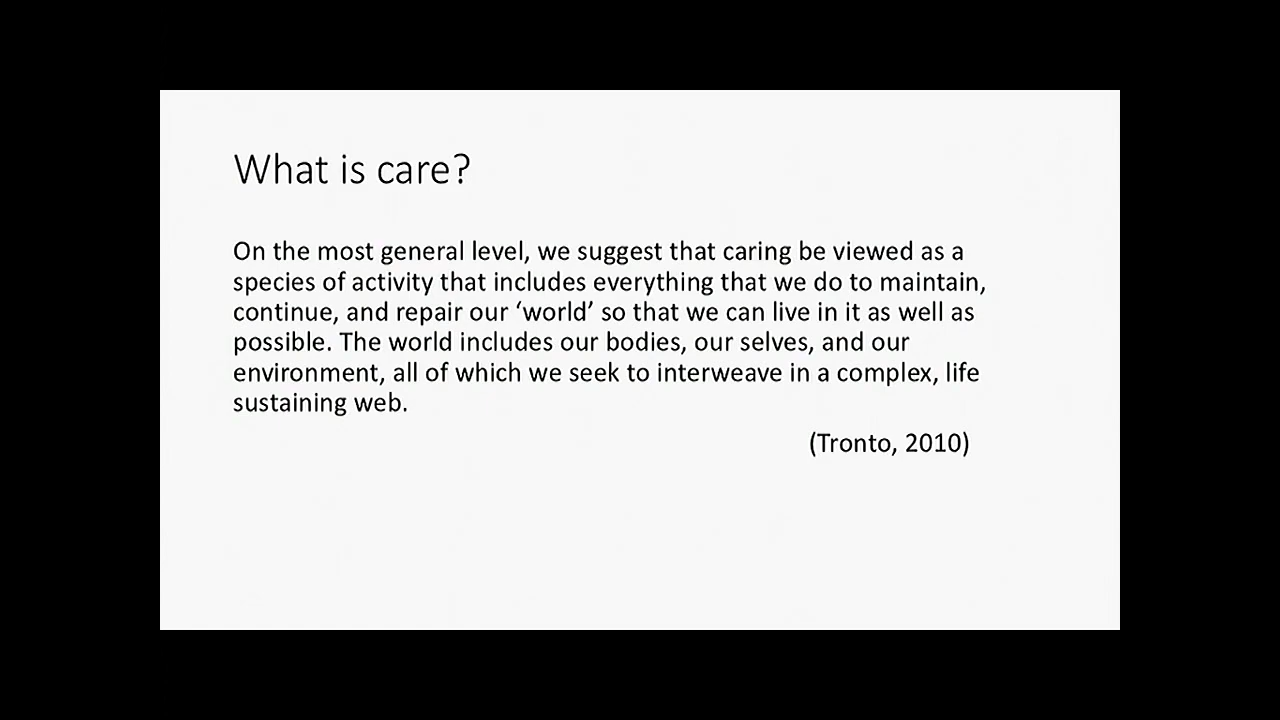 What is care?
On the most general level, we suggest that caring be viewed as a
species of activity that includes everything that we do to maintain,
continue, and repair our ‘world’ so that we can live in it as well as
possible. The world includes our bodies, our selves, and our
environment, all of which we seek to interweave in a complex, life
sustaining web.
(Tronto, 2010)